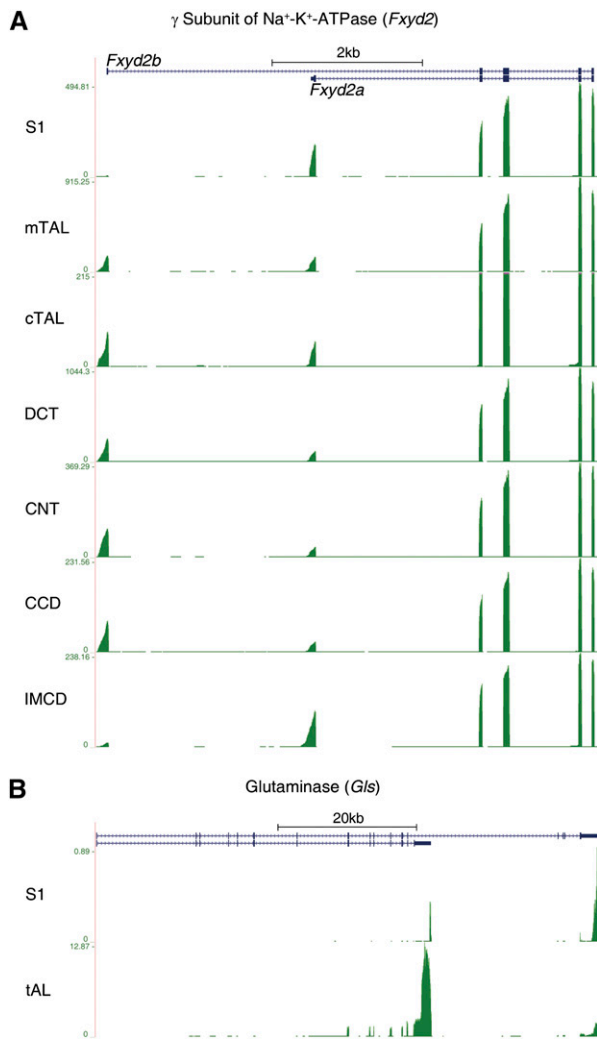 A
γ Subunit of Na⁺-K⁺-ATPase (Fxyd2)
2kb
Fxyd2b
Fxyd2a
494.81
S1
0
915.25
mTAL
0
215
cTAL
0
1044.3
DCT
0
369.29
CNT
0
231.56
CCD
0
238.16
IMCD
0
B
Glutaminase (Gls)
20kb
0.89
S1
0
12.87
tAL
0